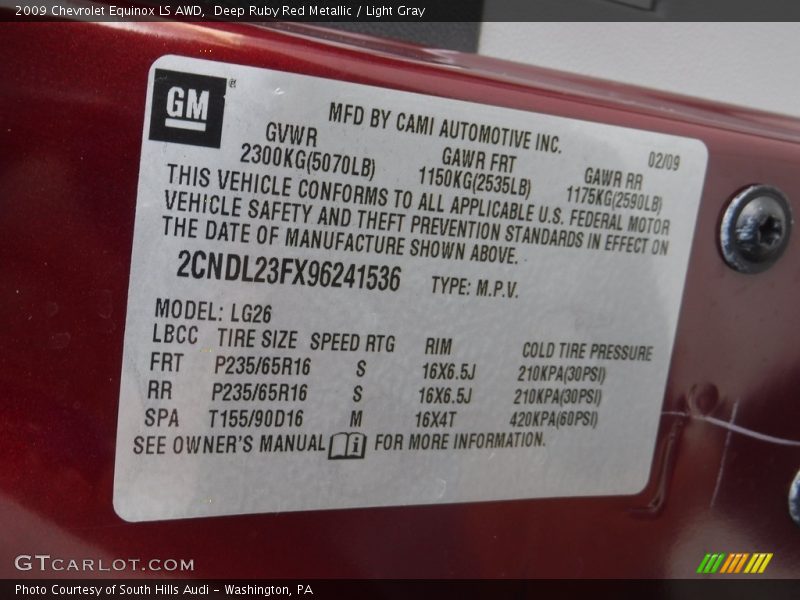 2009 Chevrolet Equinox LS AWD,  Deep Ruby Red Metallic / Light Gray
GM ®
MFD BY CAMI AUTOMOTIVE INC.
02/09
GVWR GAWR FRT GAWR RR
2300KG(5070LB) 1150KG(2535LB) 1175KG(2590LB)
THIS VEHICLE CONFORMS TO ALL APPLICABLE U.S. FEDERAL MOTOR
VEHICLE SAFETY AND THEFT PREVENTION STANDARDS IN EFFECT ON
THE DATE OF MANUFACTURE SHOWN ABOVE.
2CNDL23FX96241536 TYPE: M.P.V.
MODEL: LG26
LBCC TIRE SIZE SPEED RTG RIM COLD TIRE PRESSURE
FRT P235/65R16 S 16X6.5J 210KPA(30PSI)
RR P235/65R16 S 16X6.5J 210KPA(30PSI)
SPA T155/90D16 M 16X4T 420KPA(60PSI)
SEE OWNER'S MANUAL i FOR MORE INFORMATION.
GTCARLOT.COM
Photo Courtesy of South Hills Audi - Washington, PA